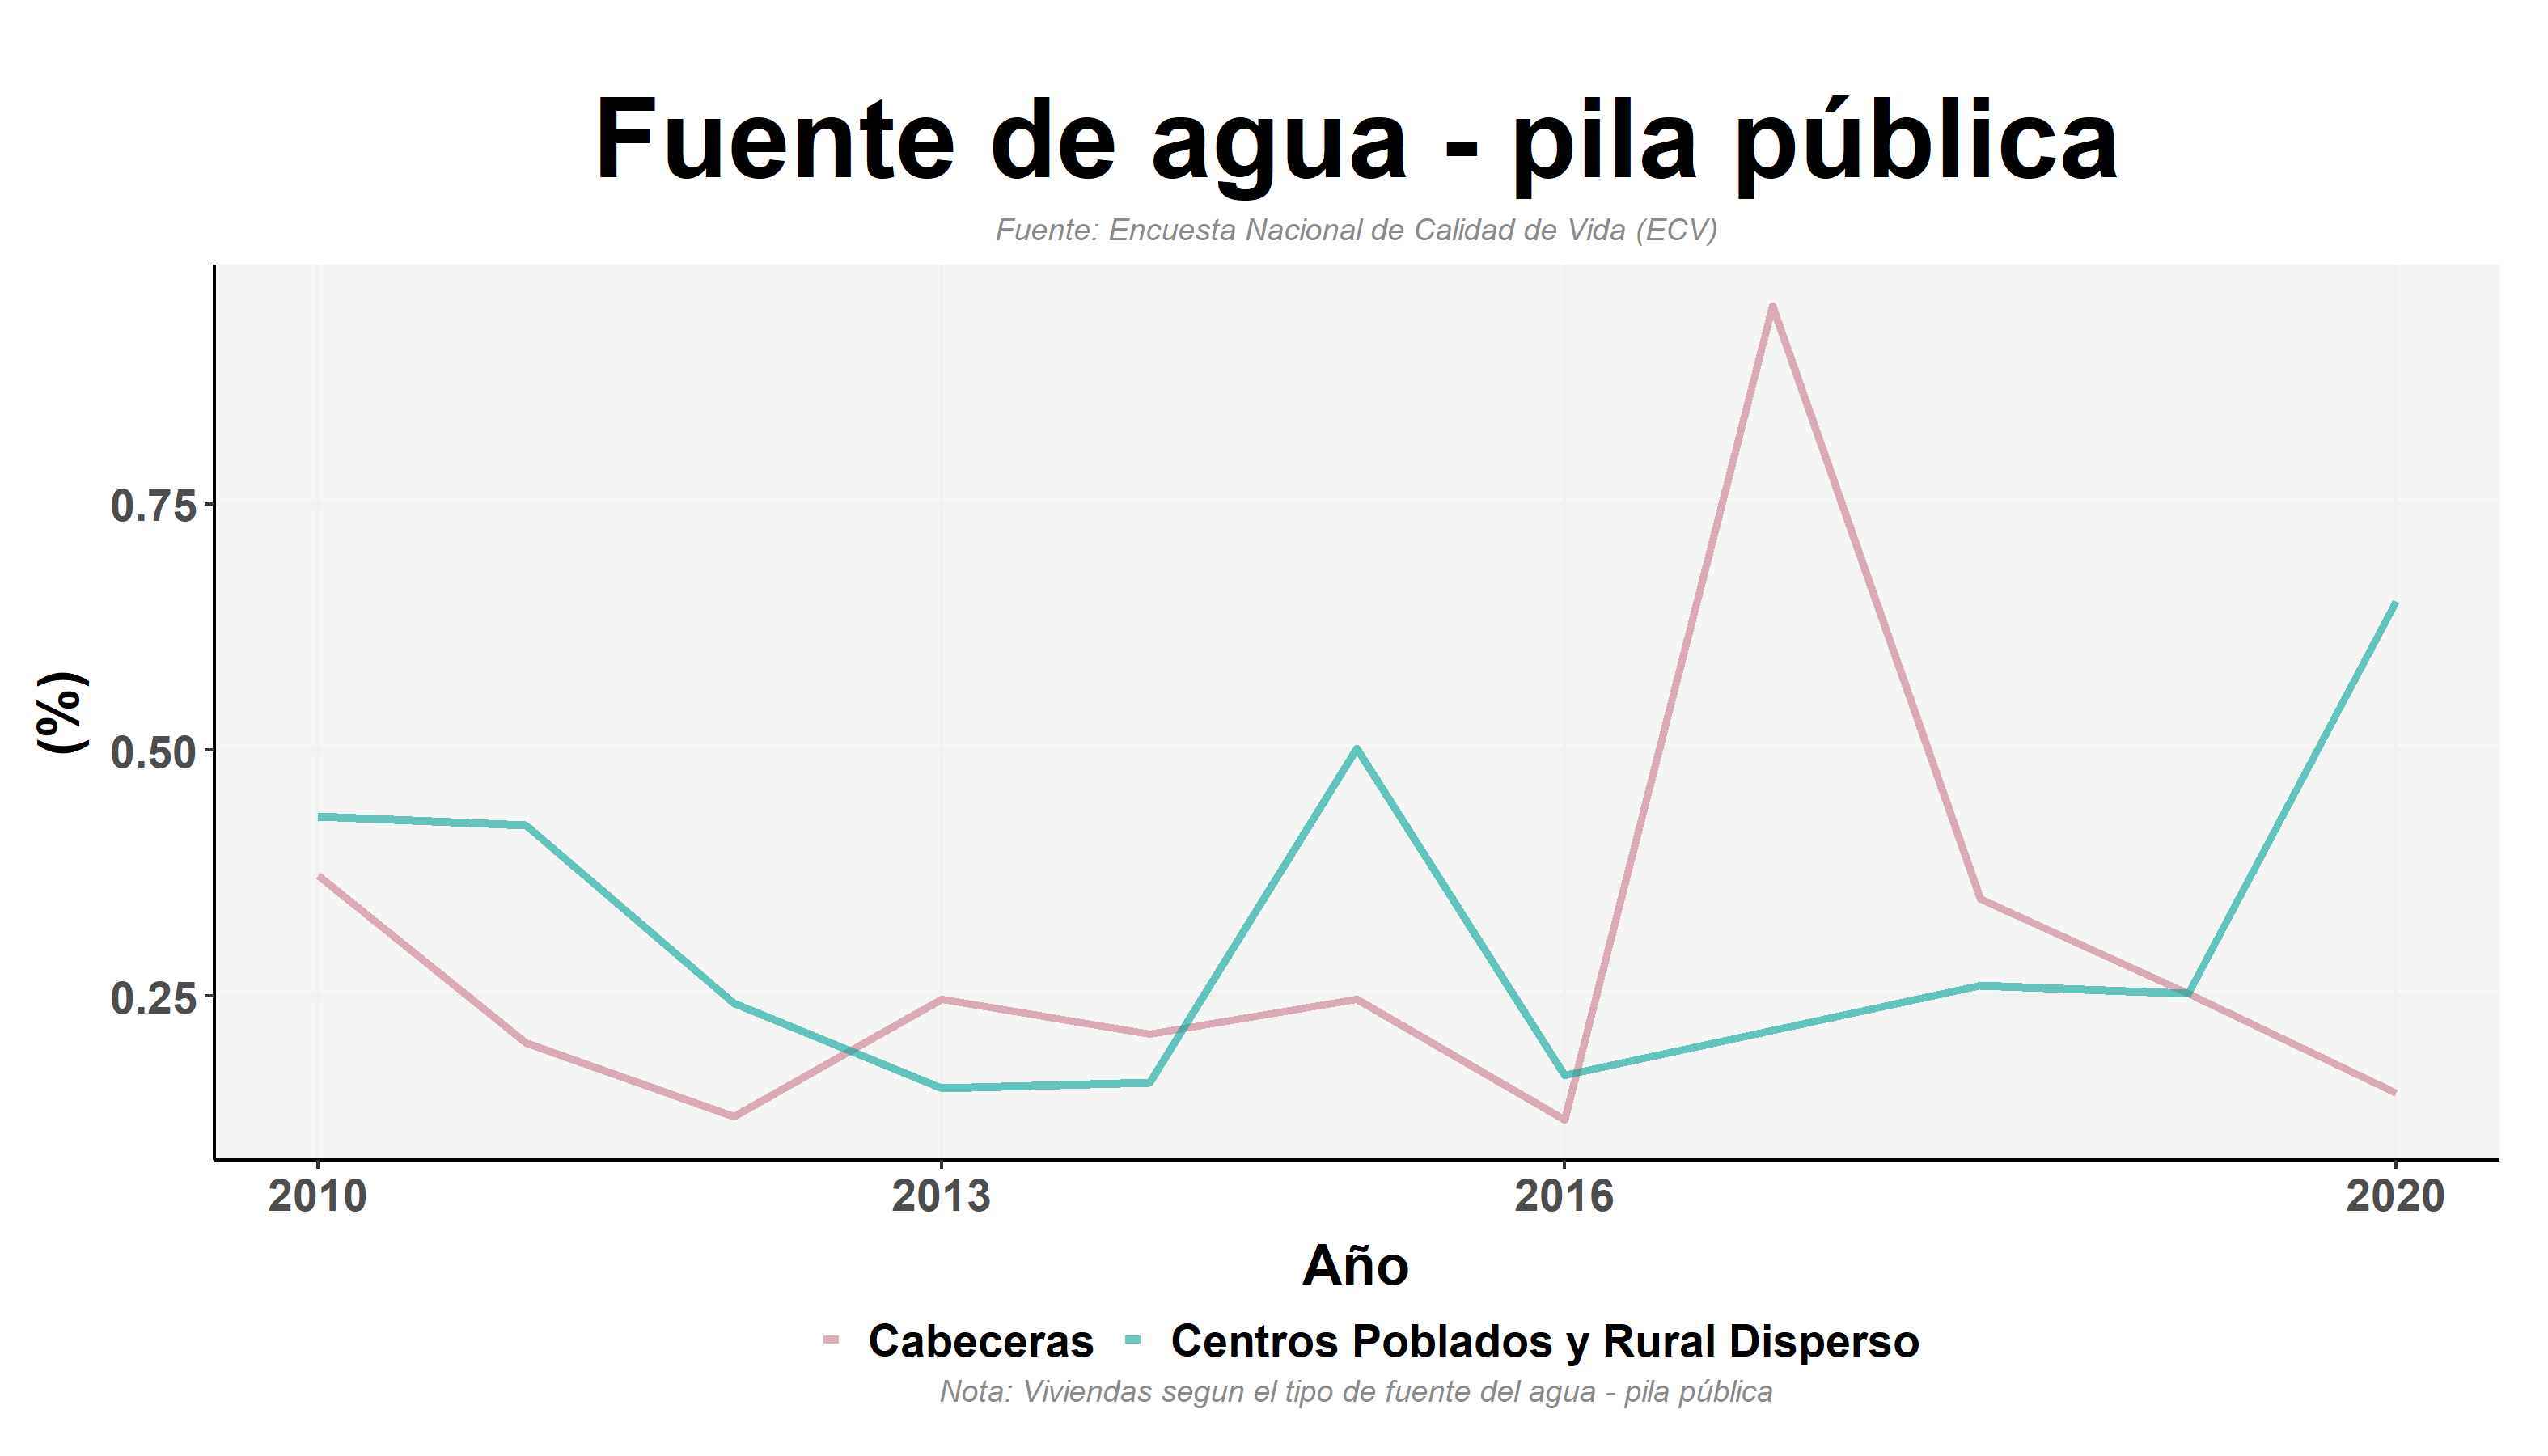 Fuente de agua - pila pública
Fuente: Encuesta Nacional de Calidad de Vida (ECV)
(%)
0.75
0.50
0.25
2010 2013 2016 2020
Año
Cabeceras Centros Poblados y Rural Disperso
Nota: Viviendas segun el tipo de fuente del agua - pila pública